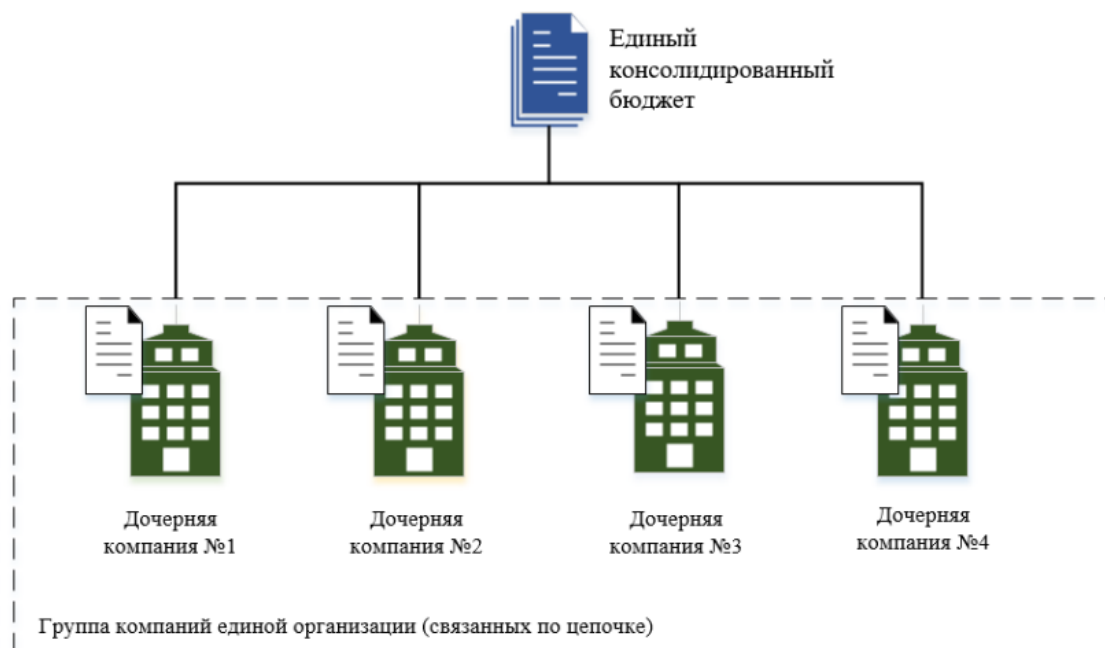 Единый
консолидированный
бюджет
Дочерняя
компания №1
Дочерняя
компания №2
Дочерняя
компания №3
Дочерняя
компания №4
Группа компаний единой организации (связанных по цепочке)